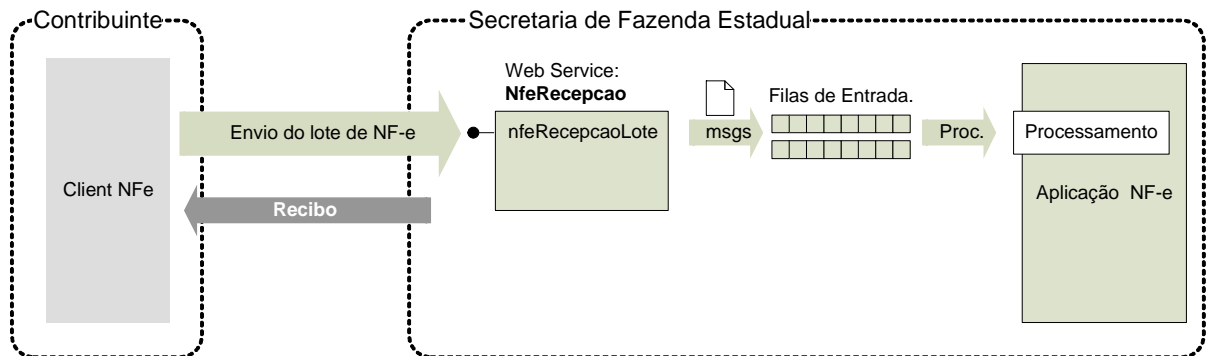 Contribuinte
Secretaria de Fazenda Estadual
Web Service:
NfeRecepcao
Filas de Entrada.
Envio do lote de NF-e
nfeRecepcaoLote
msgs
Proc.
Processamento
Client NFe
Recibo
Aplicação NF-e